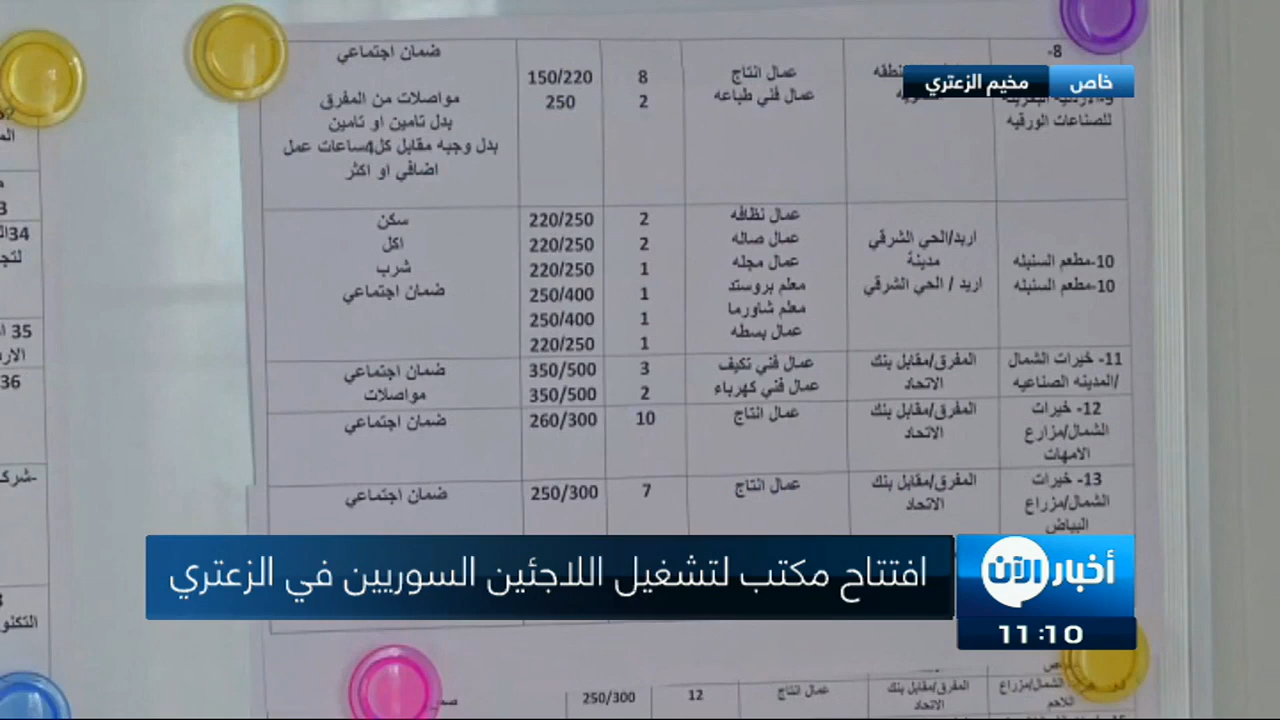 خاص
مخيم الزعتري
8-
للصناعات الورقيه
عمال انتاج
عمال فني طباعه
8
2
150/220
250
ضمان اجتماعي
مواصلات من المفرق
بدل تامين او تامين
بدل وجبه مقابل كل4ساعات عمل
اضافي او اكثر
10-مطعم السنبله
10-مطعم السنبله
اربد/الحي الشرقي
مدينة
اربد / الحي الشرقي
عمال نظافه
عمال صاله
عمال مجله
معلم بروستد
معلم شاورما
عمال بسطه
2
2
1
1
1
1
220/250
220/250
220/250
250/400
250/400
220/250
سكن
اكل
شرب
ضمان اجتماعي
11- خيرات الشمال
/المدينه الصناعيه
المفرق/مقابل بنك
الاتحاد
عمال فني تكيف
عمال فني كهرباء
3
2
350/500
350/500
ضمان اجتماعي
مواصلات
12- خيرات
الشمال/مزارع
الامهات
المفرق/مقابل بنك
الاتحاد
عمال انتاج
10
260/300
ضمان اجتماعي
13- خيرات
الشمال/مزراع
البياض
المفرق/مقابل بنك
الاتحاد
عمال انتاج
7
250/300
ضمان اجتماعي
افتتاح مكتب لتشغيل اللاجئين السوريين في الزعتري
أخبار الآن
11:10
الشمال/مزراع
اللاحم
المفرق/مقابل بنك
الاتحاد
عمال انتاج
12
250/300
34
35
36